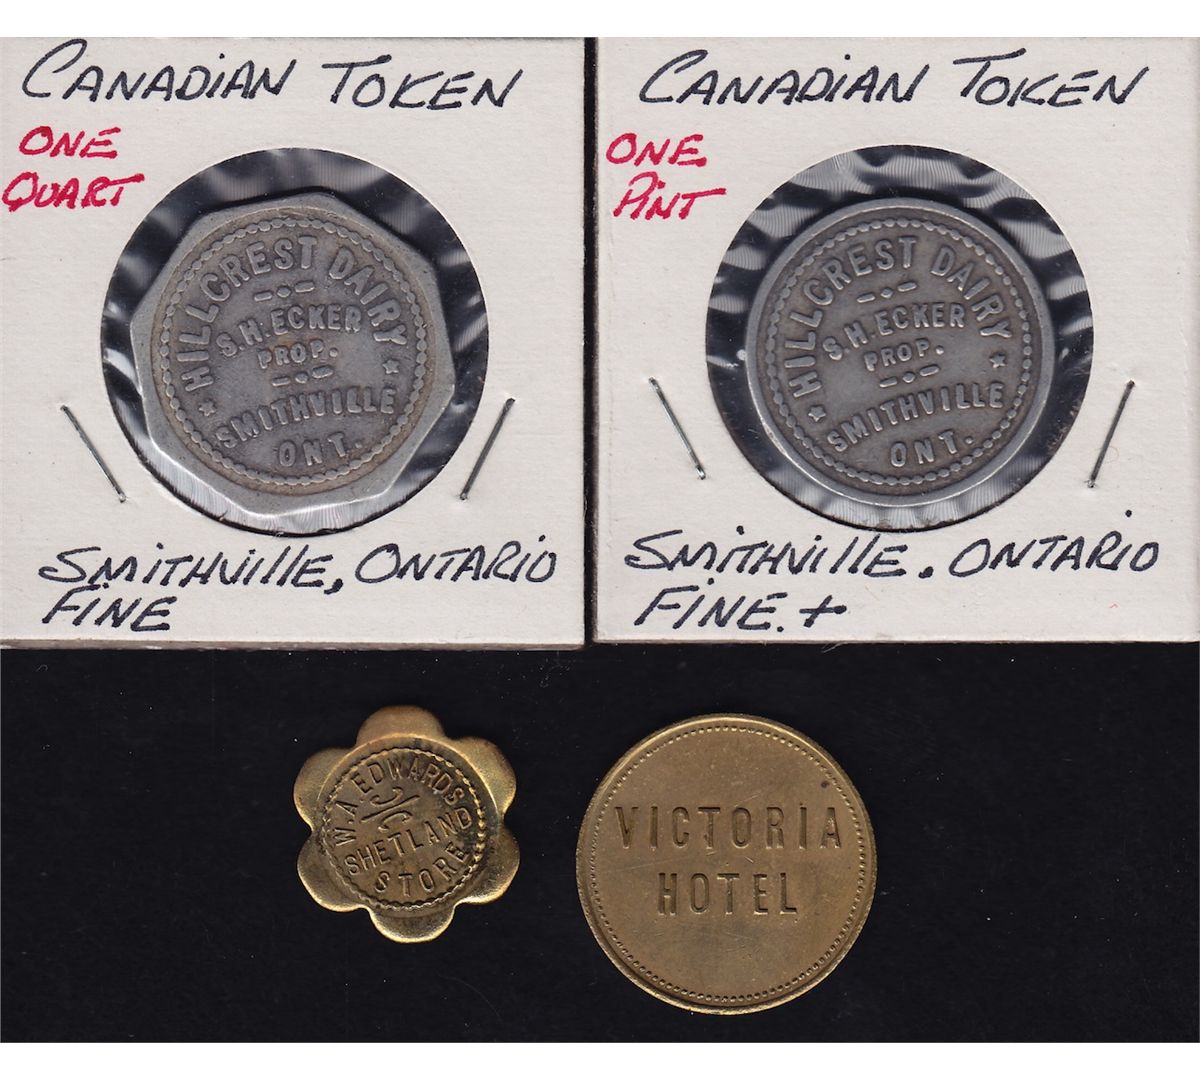 CANADIAN TOKEN
ONE
QUART
HILLCREST DAIRY
S.H. ECKER
PROP.
SMITHVILLE
ONT.
SMITHVILLE, ONTARIO
FINE
CANADIAN TOKEN
ONE
PINT
HILLCREST DAIRY
S.H. ECKER
PROP.
SMITHVILLE
ONT.
SMITHVILLE. ONTARIO
FINE. +
W.A. EDWARDS
SHETLAND
STORE
VICTORIA
HOTEL